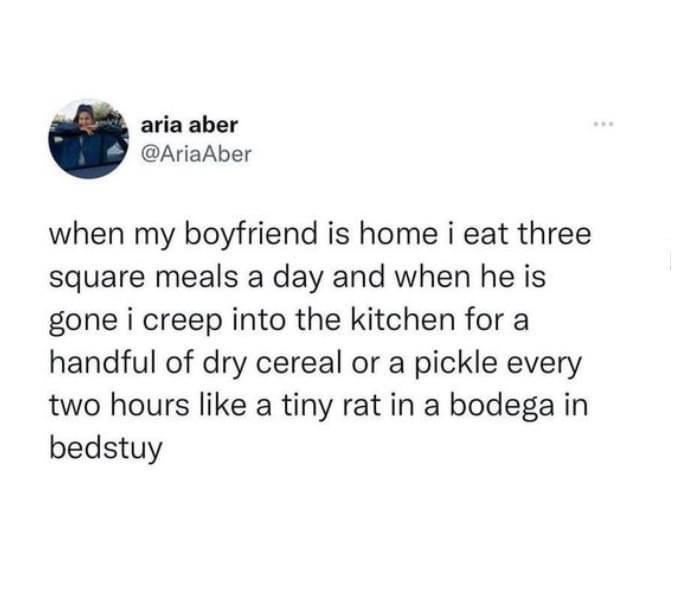 aria aber
@AriaAber
when my boyfriend is home i eat three
square meals a day and when he is
gone i creep into the kitchen for a
handful of dry cereal or a pickle every
two hours like a tiny rat in a bodega in
bedstuy